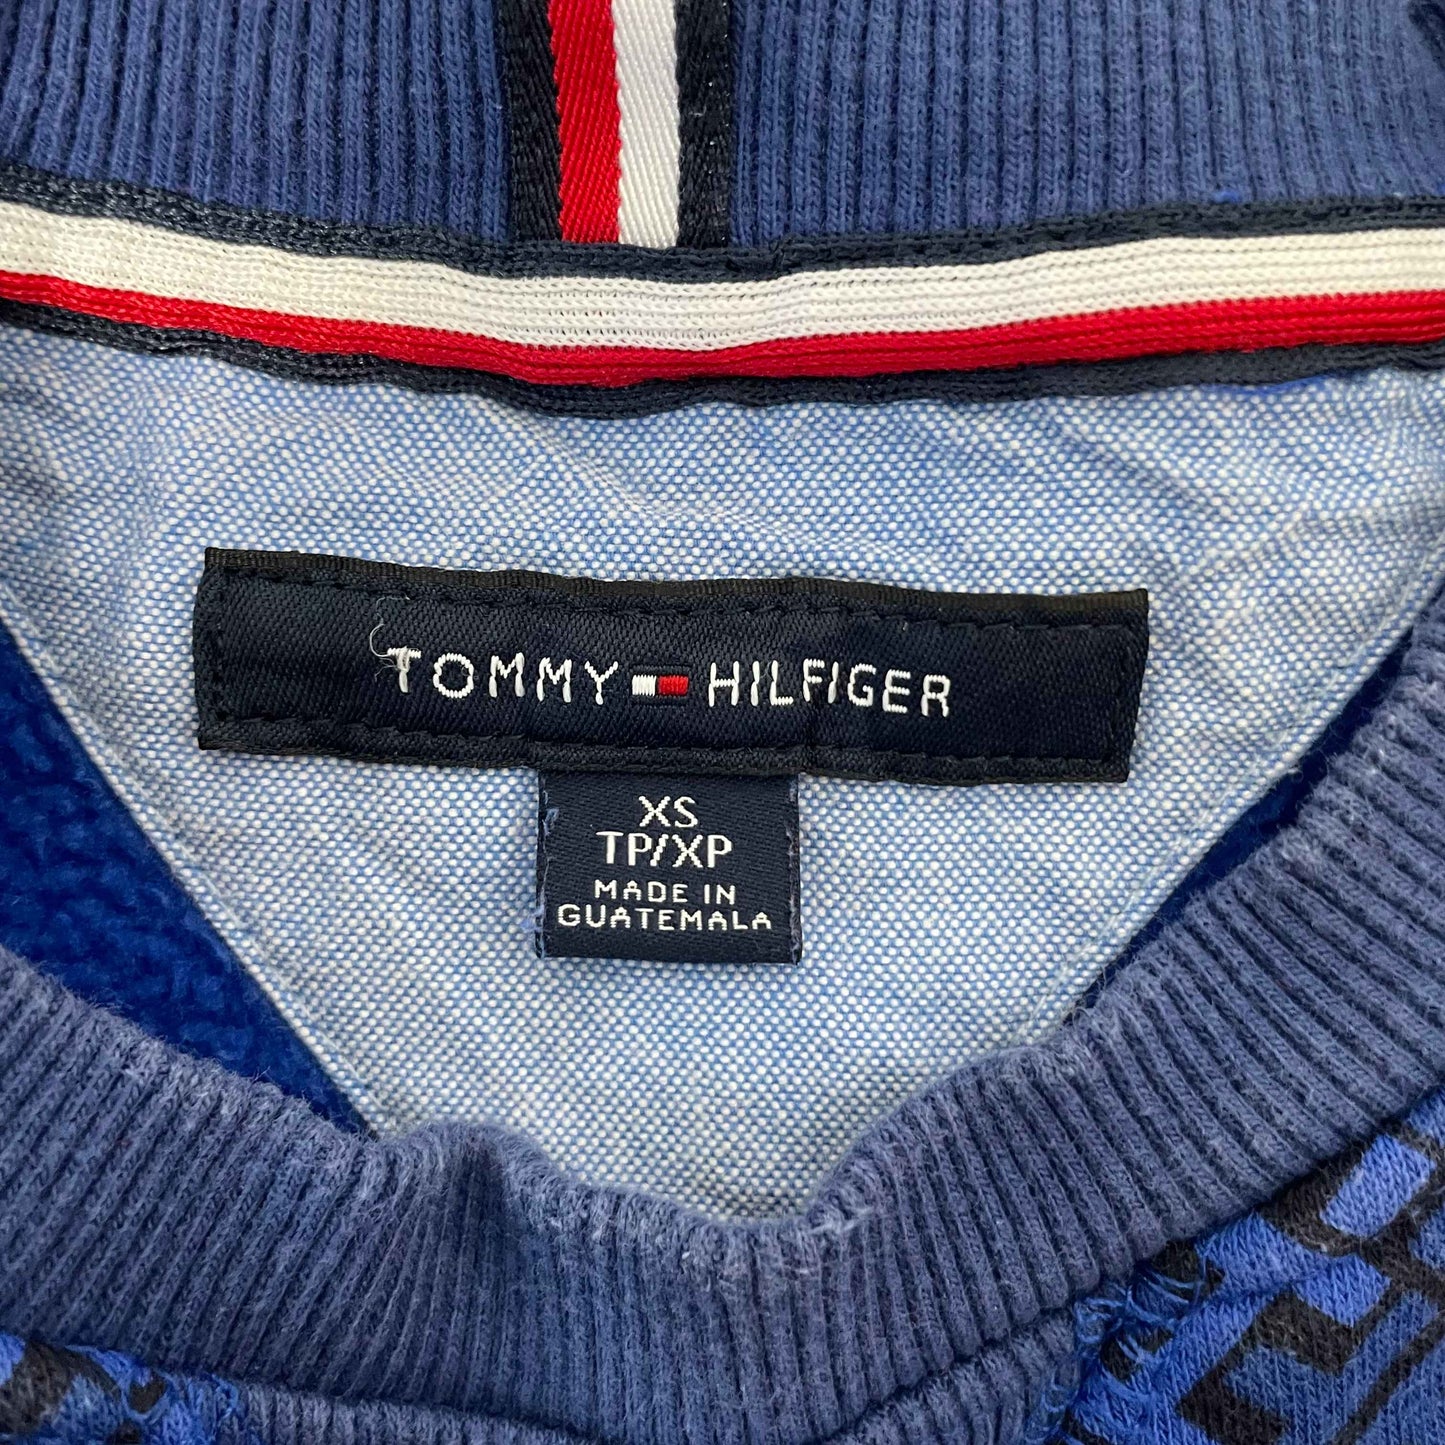 TOMMY HILFIGER
XS
TP/XP
MADE IN
GUATEMALA